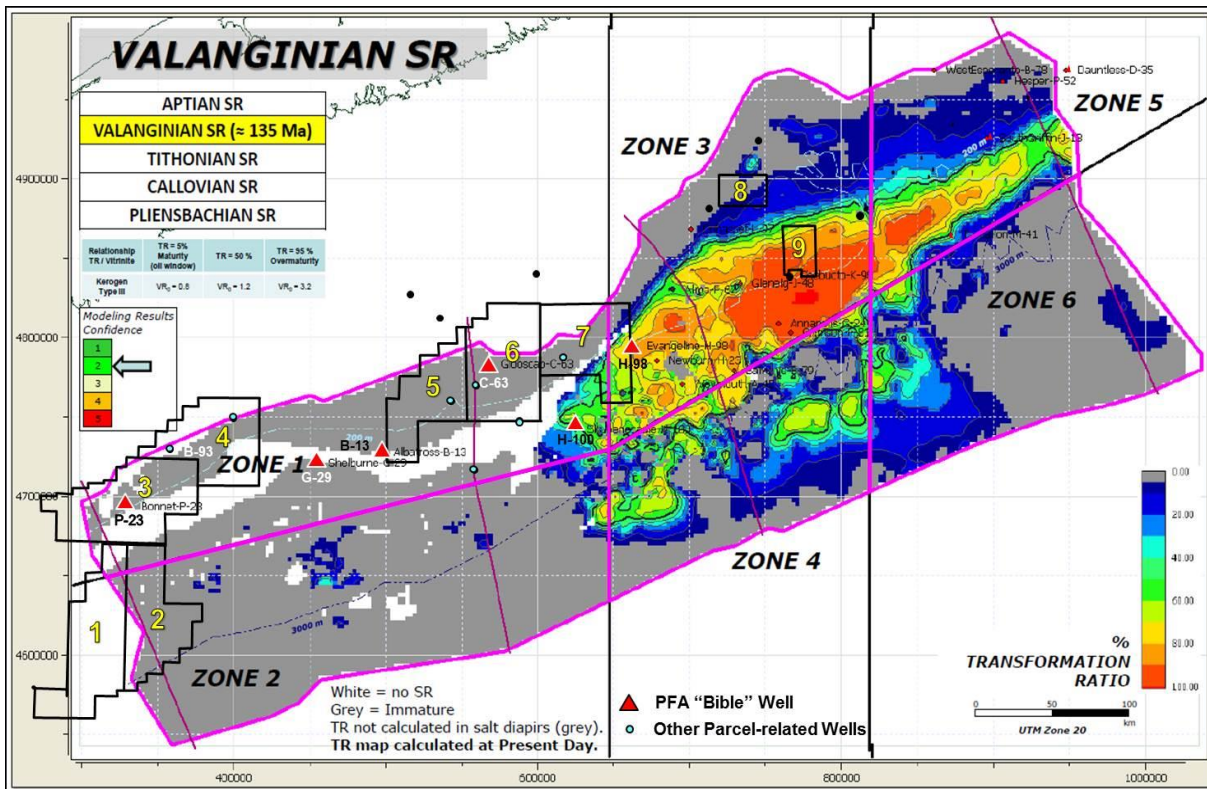 VALANGINIAN SR
APTIAN SR
VALANGINIAN SR (≈ 135 Ma)
TITHONIAN SR
CALLOVIAN SR
PLIENSBACHIAN SR
Relationship TR / Vitrinite
TR = 5% Maturity (oil window)
TR = 50 %
TR = 95 % Overmaturity
Kerogen Type III
VR₀ = 0.6
VR₀ = 1.2
VR₀ = 3.2
Modeling Results
Confidence
1
2
3
4
5
ZONE 5
Dauntless-D-35
Hesper-P-52
ZONE 3
200 m
8
9
Glenelg-J-48
ZONE 6
3000 m
7
6
Glooscap-C-63
C-63
Evangeline-H-98
H-98
5
H-100
4
B-93
ZONE 1
200 m
B-13
Albatross-B-13
G-29
Shelburne-G-29
3
Bonnet-P-23
P-23
ZONE 4
1
2
3000 m
ZONE 2
White = no SR
Grey = Immature
TR not calculated in salt diapirs (grey).
TR map calculated at Present Day.
PFA “Bible” Well
Other Parcel-related Wells
%
TRANSFORMATION
RATIO
0.00
20.00
40.00
60.00
80.00
100.00
0 50 100
km
UTM Zone 20
4900000
4800000
4700000
4600000
400000
600000
800000
1000000